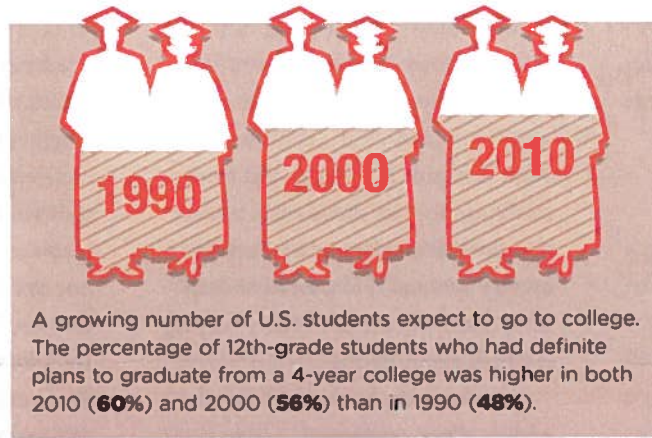 1990 2000 2010
A growing number of U.S. students expect to go to college.
The percentage of 12th-grade students who had definite
plans to graduate from a 4-year college was higher in both
2010 (60%) and 2000 (56%) than in 1990 (48%).